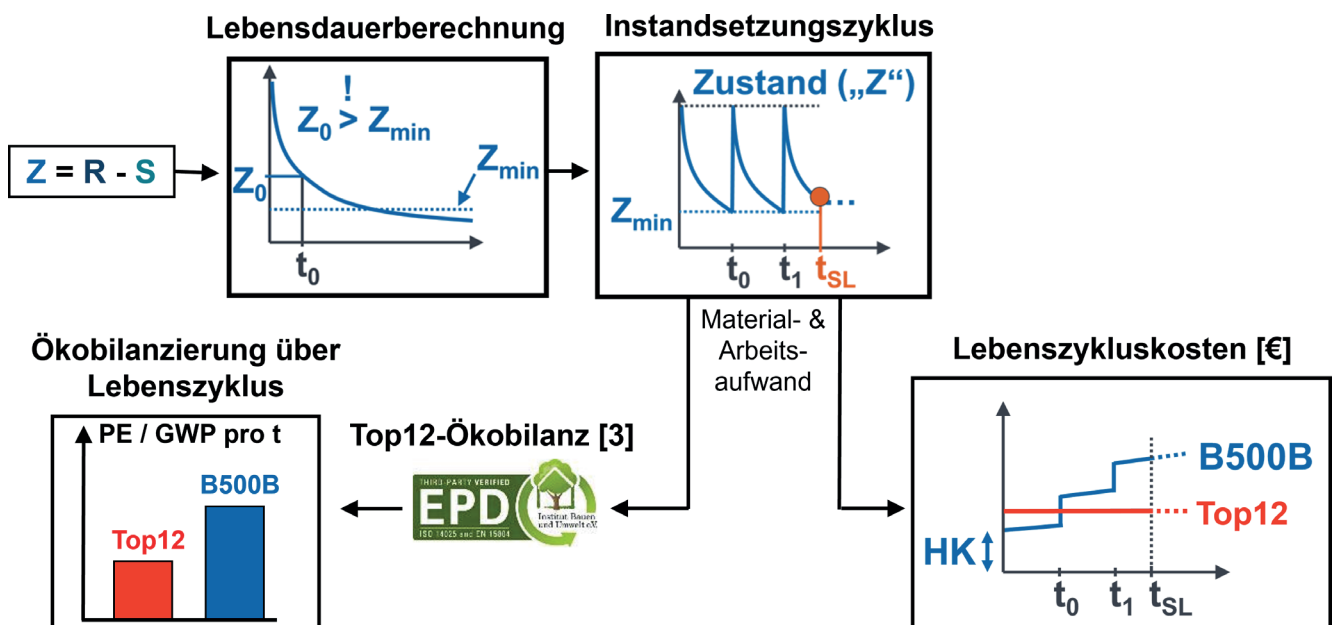 Lebensdauerberechnung
Instandsetzungszyklus
Z = R - S
!
Z0 > Zmin
Z0
Zmin
t0
Zustand („Z“)
Zmin
...
t0
t1
tSL
Material- &
Arbeits-
aufwand
Ökobilanzierung über
Lebenszyklus
PE / GWP pro t
B500B
Top12
Top12-Ökobilanz [3]
THIRD-PARTY VERIFIED
EPD
ISO 14025 and EN 15804
Institut Bauen
und Umwelt e.V.
Lebenszykluskosten [€]
B500B
Top12
HK
t0
t1
tSL